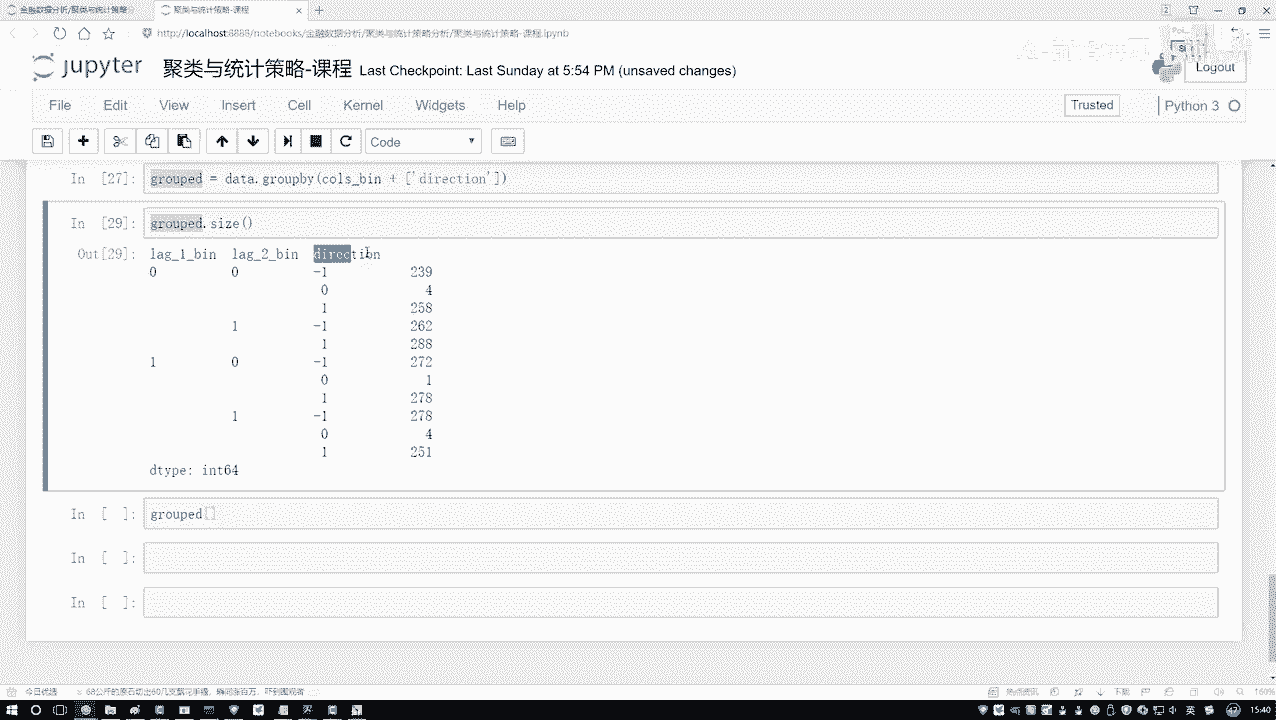 金融数据分析/聚类与统计策略
聚类与统计策略-课程
http://localhost:8888/notebooks/金融数据分析/聚类与统计策略分析/聚类与统计策略-课程.ipynb
jupyter 聚类与统计策略-课程 Last Checkpoint: Last Sunday at 5:54 PM (unsaved changes)
Logout
File Edit View Insert Cell Kernel Widgets Help
Trusted Python 3
Code
In [27]: grouped = data.groupby(cols_bin + ['direction'])
In [29]: grouped.size()
Out[29]: lag_1_bin lag_2_bin direction
0 0 -1 239
0 4
1 258
1 -1 262
1 288
1 0 -1 272
0 1
1 278
1 -1 278
0 4
1 251
dtype: int64
In [ ]: grouped[]
In [ ]:
In [ ]:
今日优选
下载
160%
英
15:40